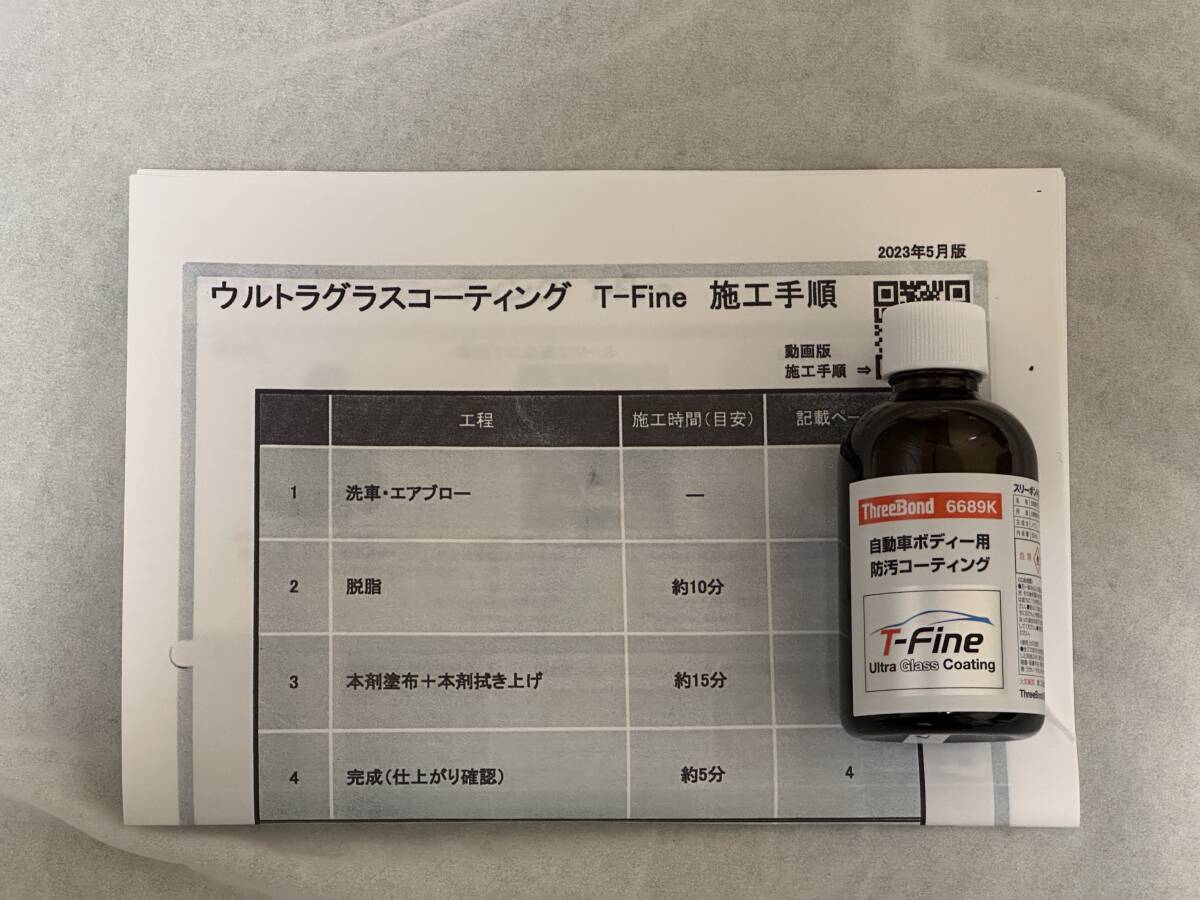 2023年5月版
ウルトラグラスコーティング T-Fine 施工手順
動画版
施工手順 ⇒
工程 施工時間(目安) 記載ペー
1 洗車・エアブロー ―
2 脱脂 約10分
3 本剤塗布＋本剤拭き上げ 約15分
4 完成(仕上がり確認) 約5分 4
ThreeBond 6689K
自動車ボディー用
防汚コーティング
T-Fine
Ultra Glass Coating
スリーボン
ThreeBond